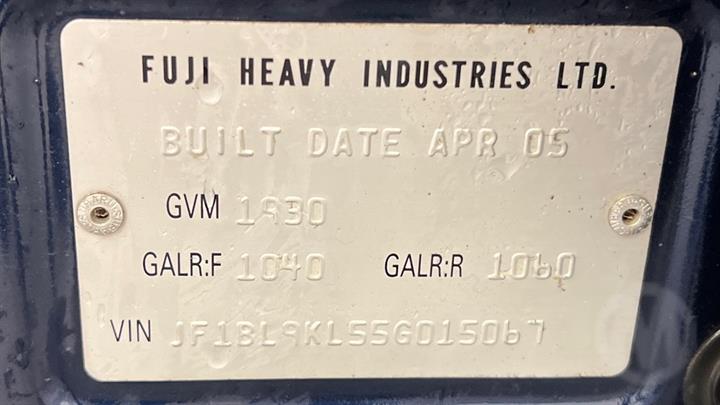 FUJI HEAVY INDUSTRIES LTD.
BUILT DATE APR 05
GVM 1930
GALR:F 1040 GALR:R 1060
VIN JF1BL9KL55G015067